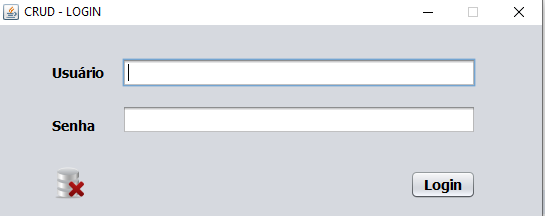 CRUD - LOGIN
Usuário
Senha
Login